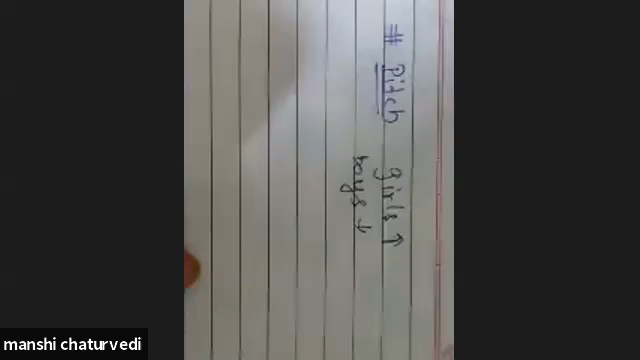 # Pitch girls ↑
boys ↓
manshi chaturvedi